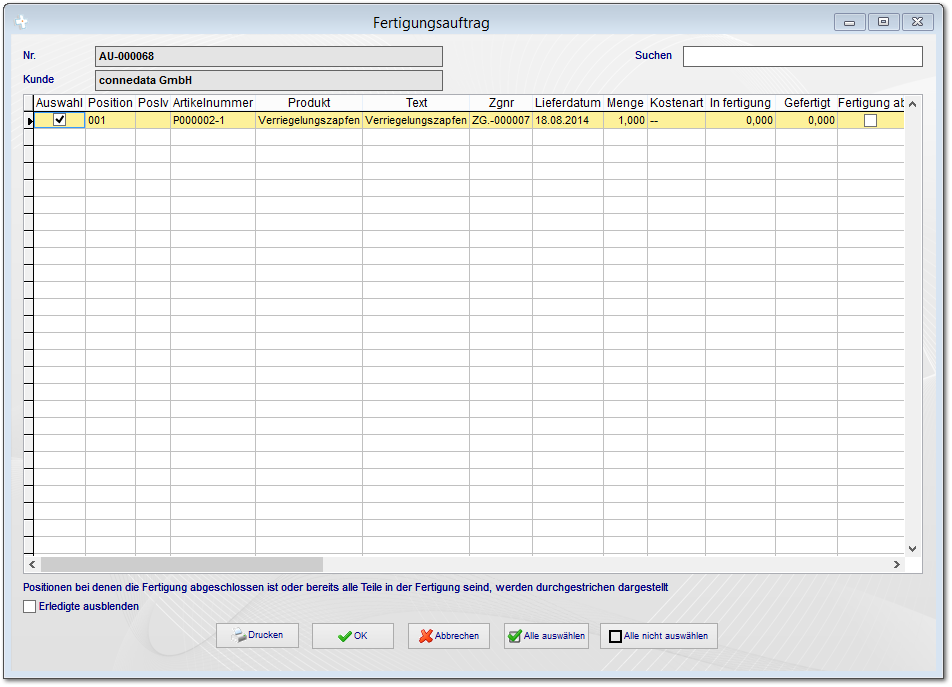 Fertigungsauftrag
Nr. AU-000068 Suchen
Kunde connedata GmbH
Auswahl Position Poslv Artikelnummer Produkt Text Zgnr Lieferdatum Menge Kostenart In fertigung Gefertigt Fertigung ab
001 P000002-1 Verriegelungszapfen Verriegelungszapfen ZG.-000007 18.08.2014 1,000 -- 0,000 0,000
Positionen bei denen die Fertigung abgeschlossen ist oder bereits alle Teile in der Fertigung seind, werden durchgestrichen dargestellt
Erledigte ausblenden
Drucken OK Abbrechen Alle auswählen Alle nicht auswählen